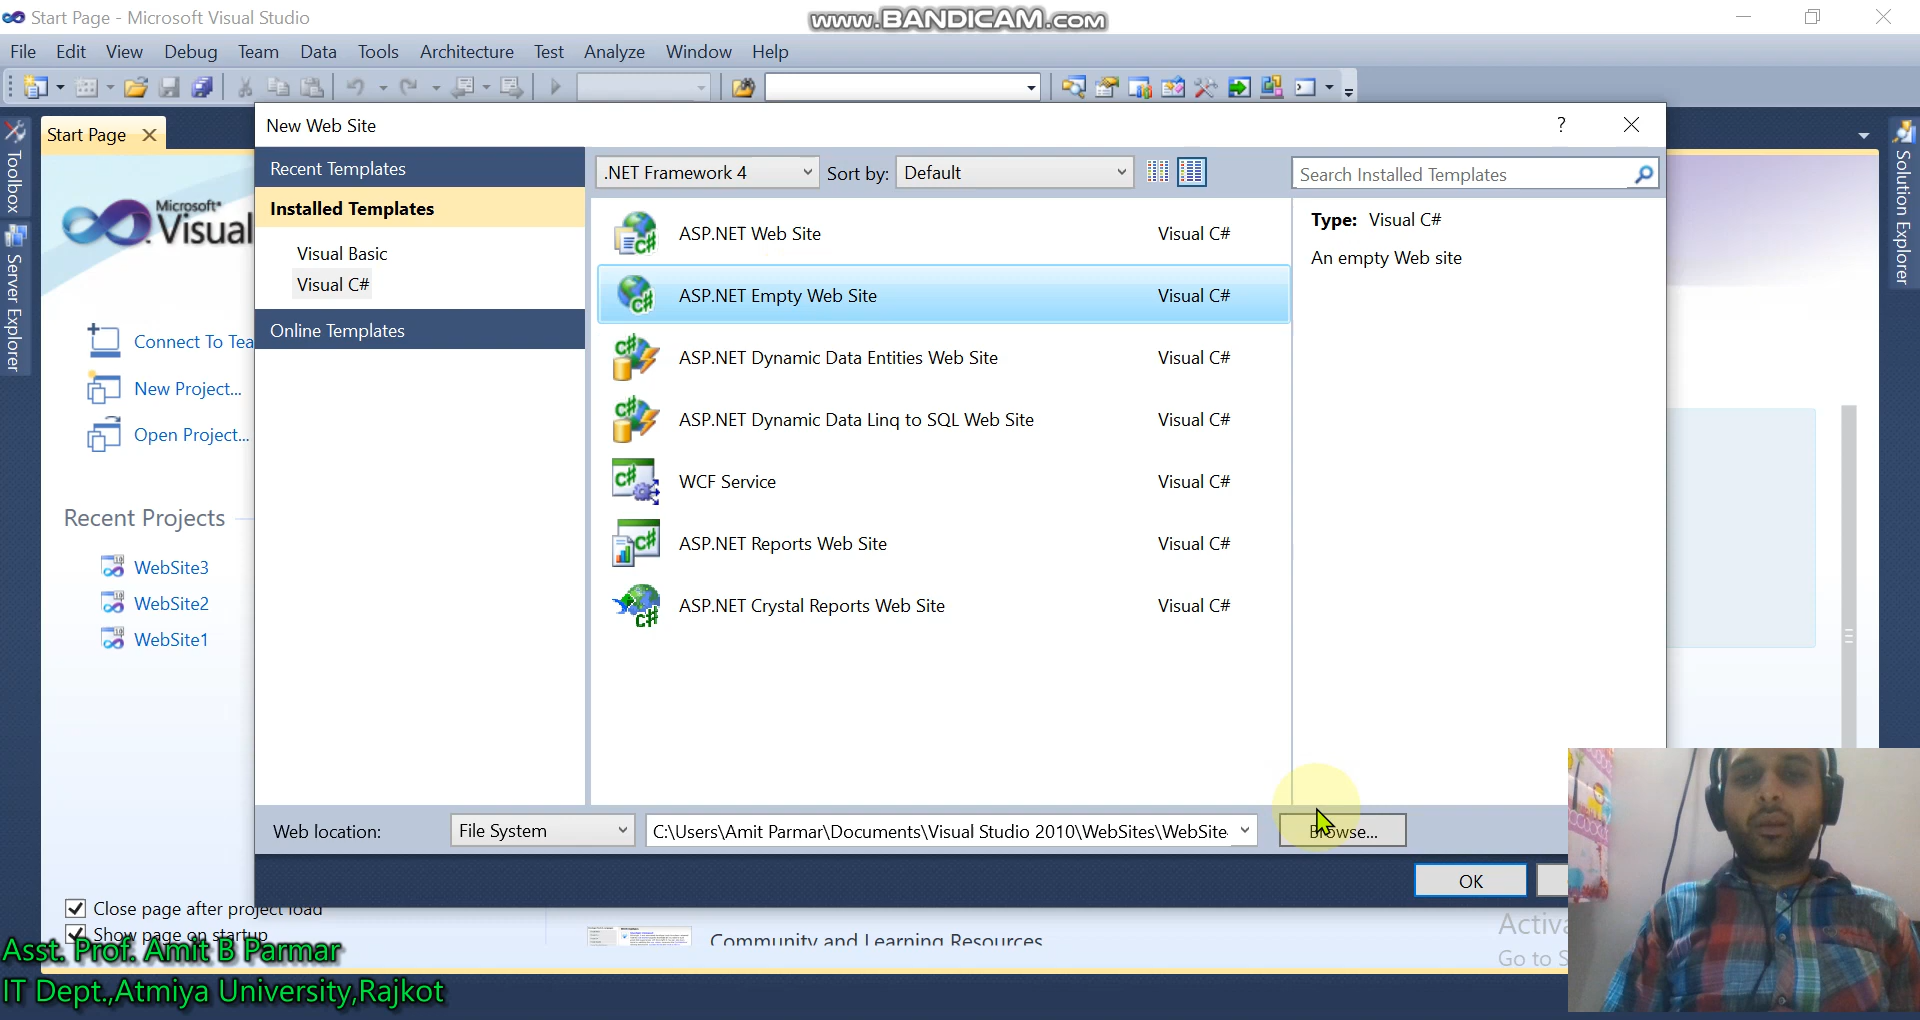 Start Page - Microsoft Visual Studio
www.BANDICAM.com
File Edit View Debug Team Data Tools Architecture Test Analyze Window Help
Start Page
Toolbox
Server Explorer
Solution Explorer
Microsoft
Visual
Connect To Tea
New Project...
Open Project...
Recent Projects
WebSite3
WebSite2
WebSite1
Close page after project load
Show page on startup
New Web Site
?
Recent Templates
Installed Templates
Visual Basic
Visual C#
Online Templates
.NET Framework 4 Sort by: Default
Search Installed Templates
ASP.NET Web Site Visual C#
ASP.NET Empty Web Site Visual C#
ASP.NET Dynamic Data Entities Web Site Visual C#
ASP.NET Dynamic Data Linq to SQL Web Site Visual C#
WCF Service Visual C#
ASP.NET Reports Web Site Visual C#
ASP.NET Crystal Reports Web Site Visual C#
Type: Visual C#
An empty Web site
Web location: File System C:\Users\Amit Parmar\Documents\Visual Studio 2010\WebSites\WebSite Browse...
OK
Community and Learning Resources
Activa
Go to S
Asst. Prof. Amit B Parmar
IT Dept.,Atmiya University,Rajkot